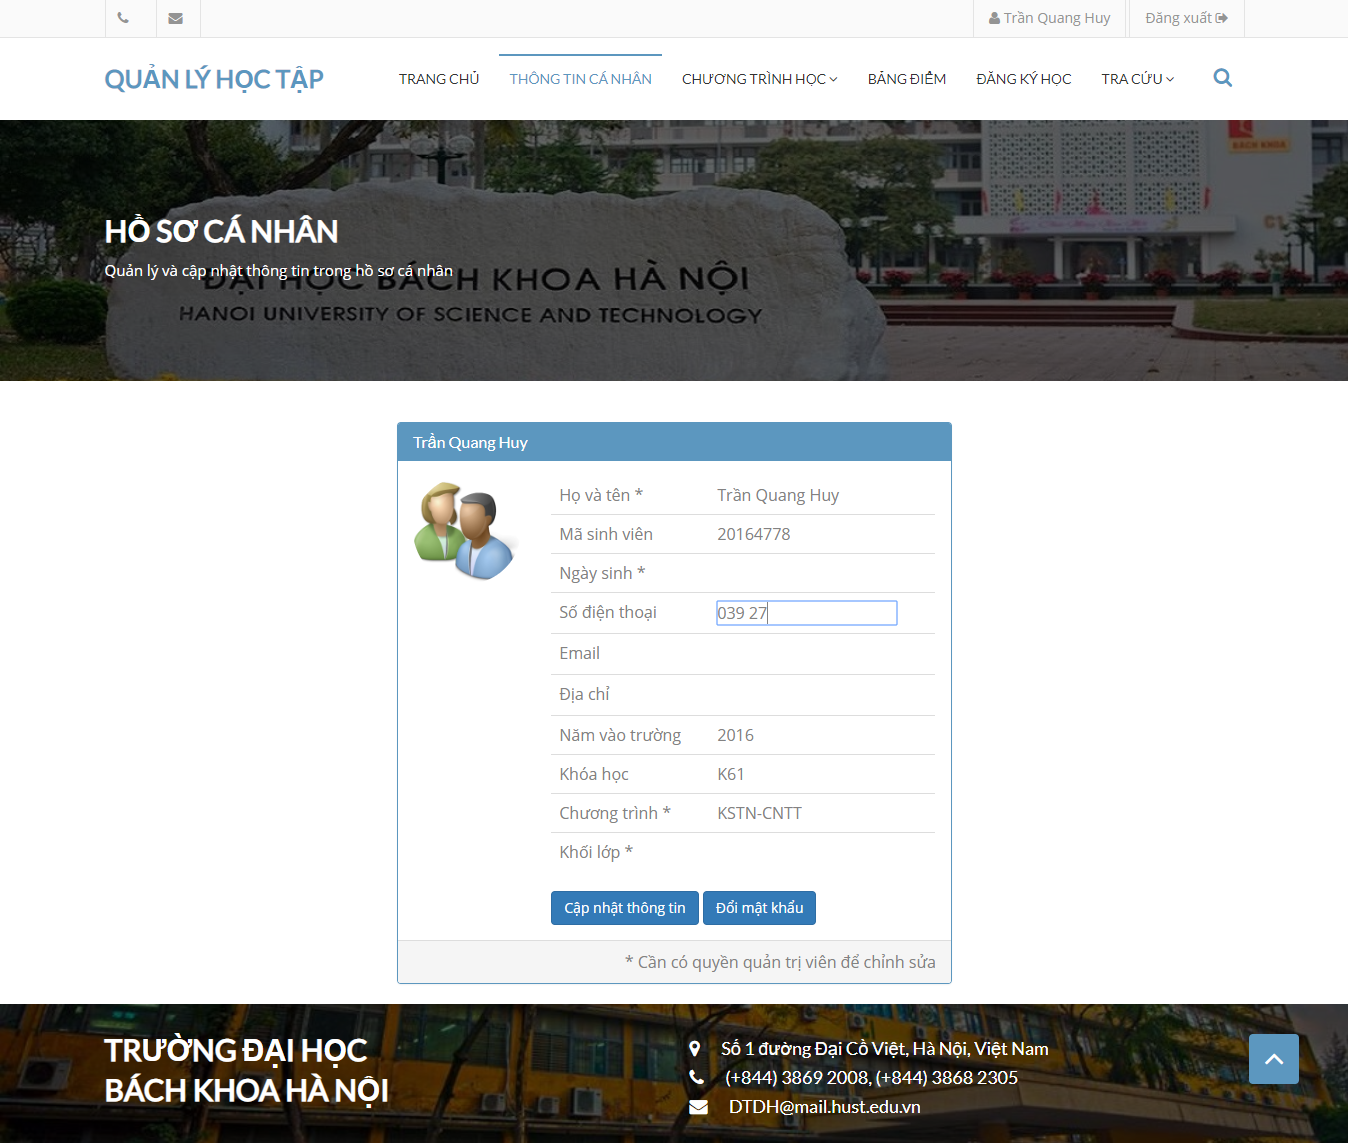 Trần Quang Huy
Đăng xuất
QUẢN LÝ HỌC TẬP
TRANG CHỦ
THÔNG TIN CÁ NHÂN
CHƯƠNG TRÌNH HỌC
BẢNG ĐIỂM
ĐĂNG KÝ HỌC
TRA CỨU
BÁCH KHOA
C1
HỒ SƠ CÁ NHÂN
Quản lý và cập nhật thông tin trong hồ sơ cá nhân
ĐẠI HỌC BÁCH KHOA HÀ NỘI
HANOI UNIVERSITY OF SCIENCE AND TECHNOLOGY
Trần Quang Huy
Họ và tên * Trần Quang Huy
Mã sinh viên 20164778
Ngày sinh *
Số điện thoại 039 27
Email
Địa chỉ
Năm vào trường 2016
Khóa học K61
Chương trình * KSTN-CNTT
Khối lớp *
Cập nhật thông tin
Đổi mật khẩu
* Cần có quyền quản trị viên để chỉnh sửa
TRƯỜNG ĐẠI HỌC
BÁCH KHOA HÀ NỘI
Số 1 đường Đại Cồ Việt, Hà Nội, Việt Nam
(+844) 3869 2008, (+844) 3868 2305
DTDH@mail.hust.edu.vn